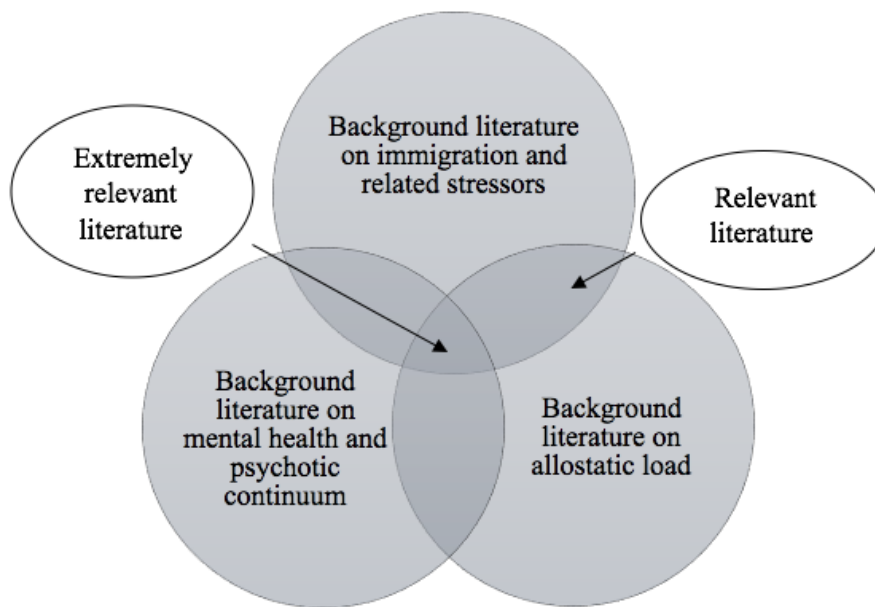 Background literature
on immigration and
related stressors
Extremely
relevant
literature
Relevant
literature
Background
literature on
mental health and
psychotic
continuum
Background
literature on
allostatic load